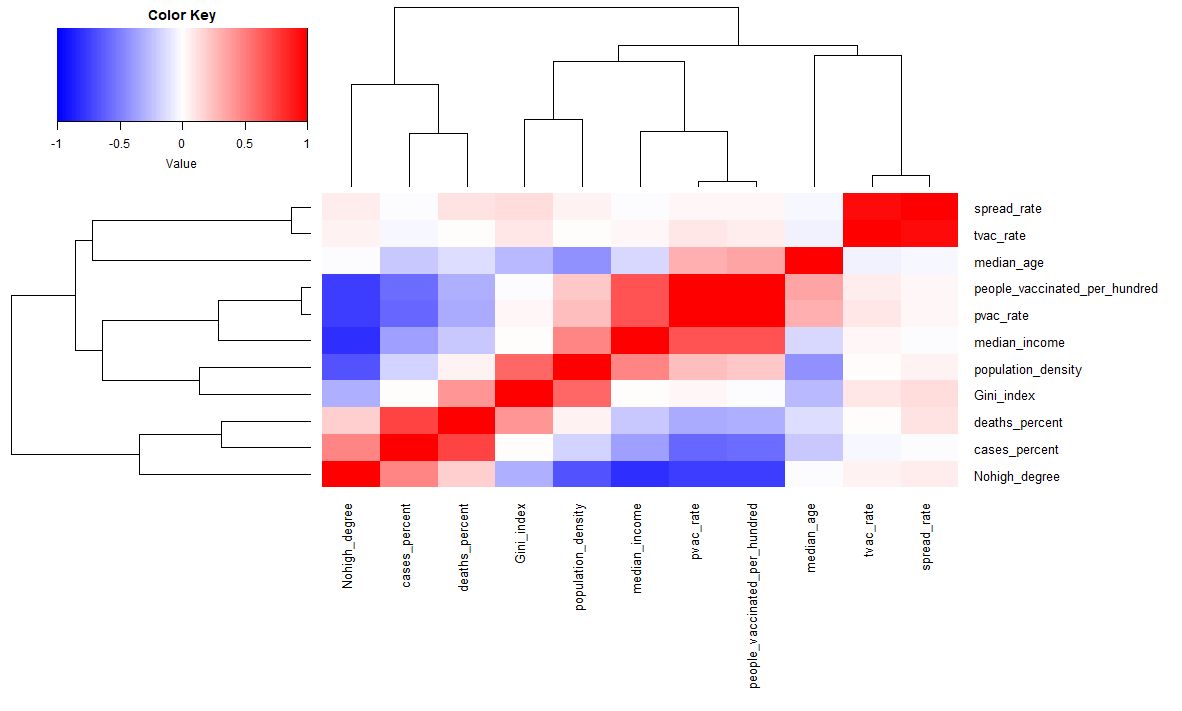 Color Key
-1 -0.5 0 0.5 1
Value
spread_rate
tvac_rate
median_age
people_vaccinated_per_hundred
pvac_rate
median_income
population_density
Gini_index
deaths_percent
cases_percent
Nohigh_degree
Nohigh_degree
cases_percent
deaths_percent
Gini_index
population_density
median_income
pvac_rate
people_vaccinated_per_hundred
median_age
tvac_rate
spread_rate